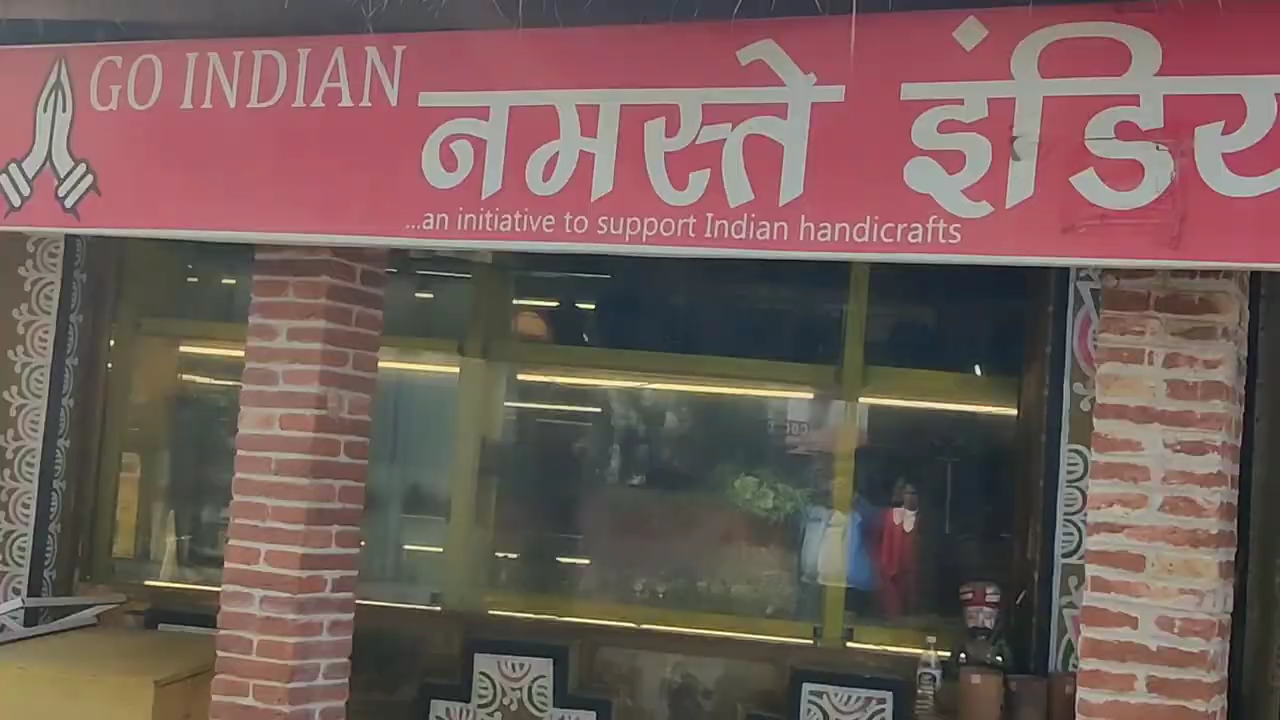 GO INDIAN
नमस्ते इंडिय
...an initiative to support Indian handicrafts